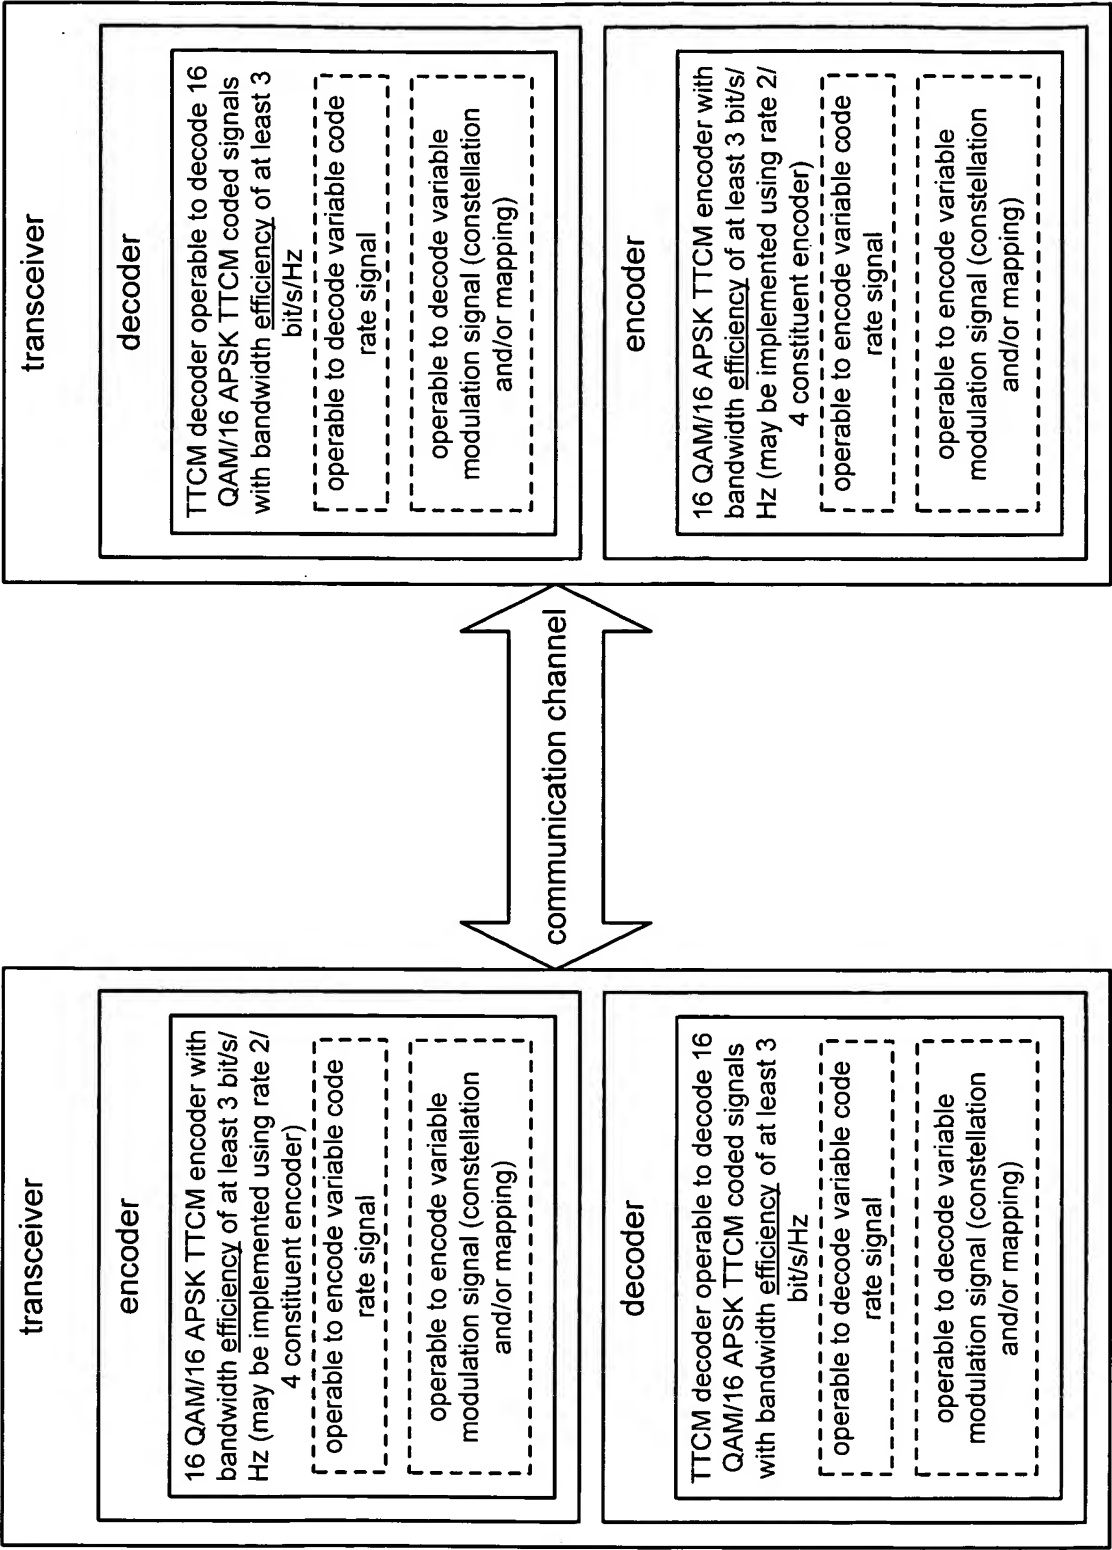 transceiver
encoder
16 QAM/16 APSK TTCM encoder with
bandwidth efficiency of at least 3 bit/s/
Hz (may be implemented using rate 2/
4 constituent encoder)
operable to encode variable code
rate signal
operable to encode variable
modulation signal (constellation
and/or mapping)
decoder
TTCM decoder operable to decode 16
QAM/16 APSK TTCM coded signals
with bandwidth efficiency of at least 3
bit/s/Hz
operable to decode variable code
rate signal
operable to decode variable
modulation signal (constellation
and/or mapping)
communication channel
transceiver
decoder
TTCM decoder operable to decode 16
QAM/16 APSK TTCM coded signals
with bandwidth efficiency of at least 3
bit/s/Hz
operable to decode variable code
rate signal
operable to decode variable
modulation signal (constellation
and/or mapping)
encoder
16 QAM/16 APSK TTCM encoder with
bandwidth efficiency of at least 3 bit/s/
Hz (may be implemented using rate 2/
4 constituent encoder)
operable to encode variable code
rate signal
operable to encode variable
modulation signal (constellation
and/or mapping)